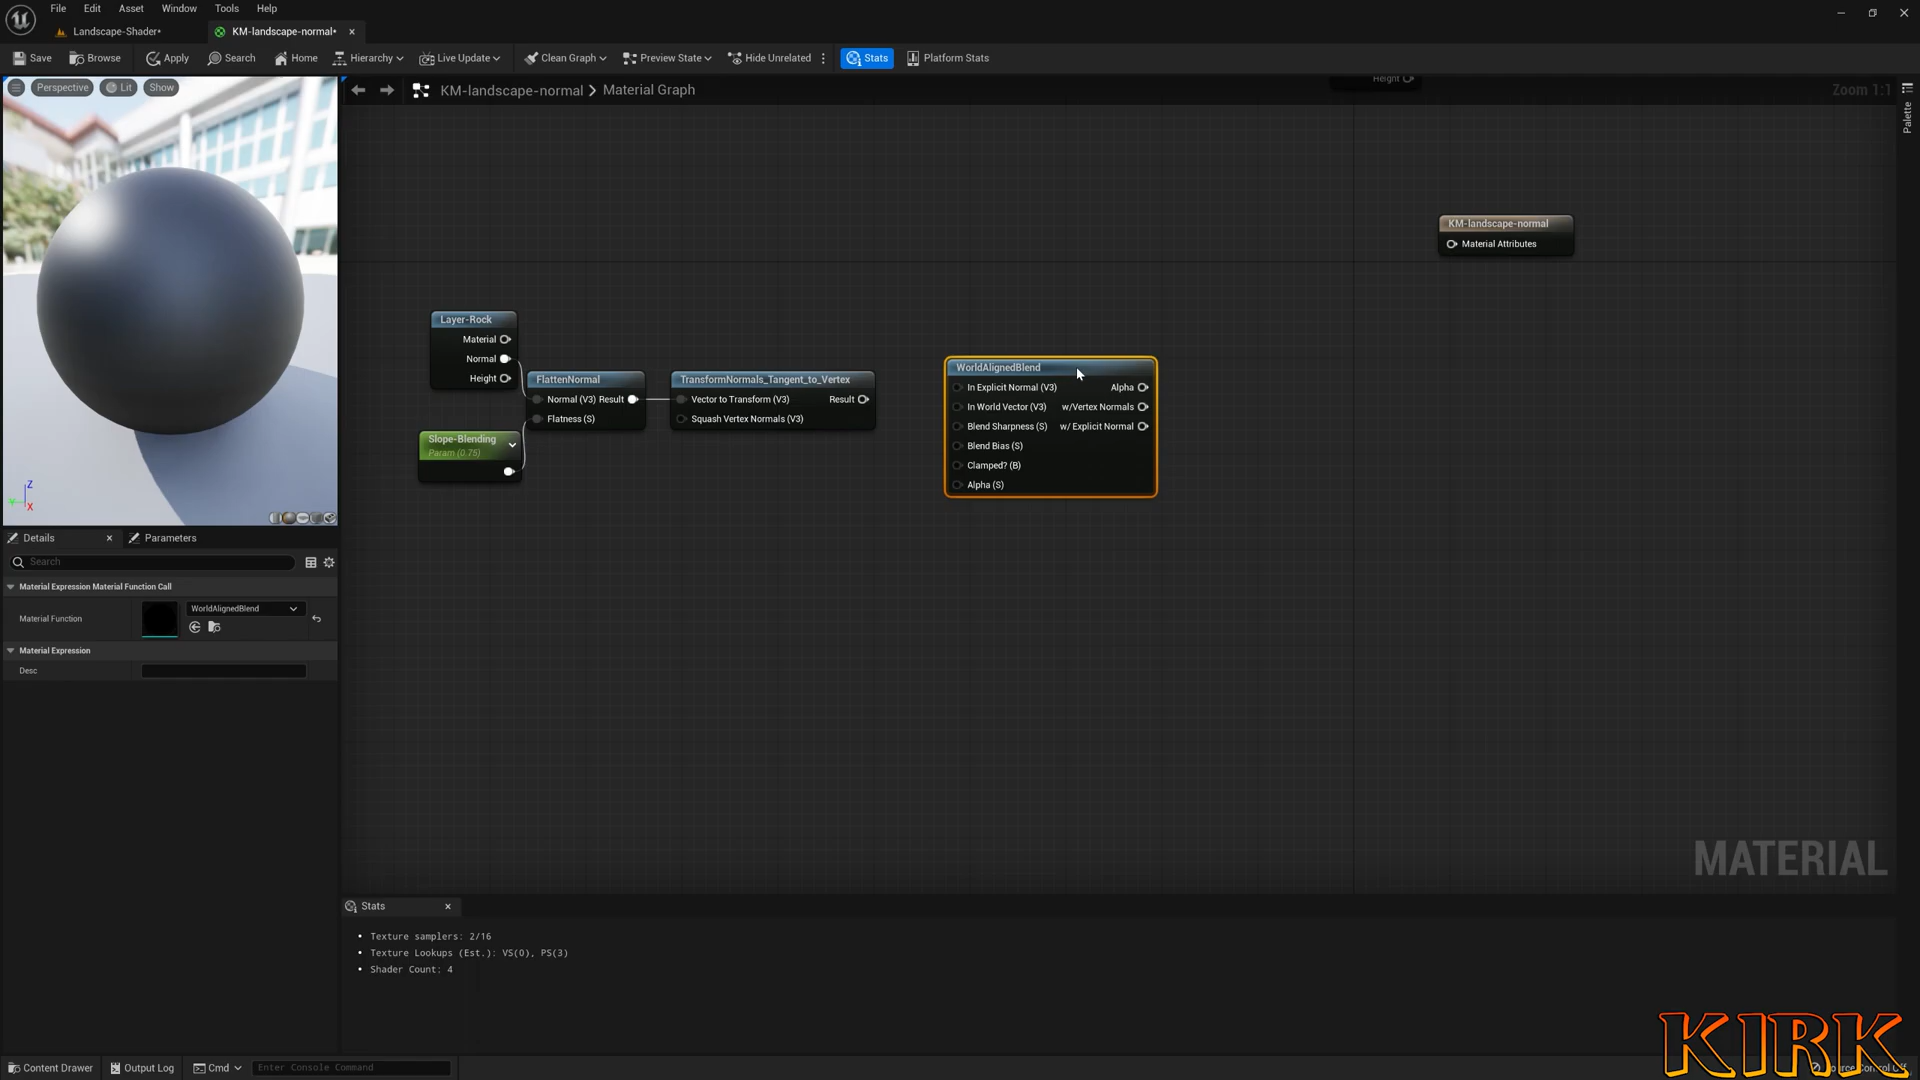 File Edit Asset Window Tools Help
Landscape-Shader* KM-landscape-normal*
Save Browse Apply Search Home Hierarchy Live Update Clean Graph Preview State Hide Unrelated Stats Platform Stats
Perspective Lit Show
KM-landscape-normal > Material Graph
Zoom 1:1
Palette
Height
KM-landscape-normal
Material Attributes
Layer-Rock
Material
Normal
Height
FlattenNormal
Normal (V3) Result
Flatness (S)
TransformNormals_Tangent_to_Vertex
Vector to Transform (V3) Result
Squash Vertex Normals (V3)
Slope-Blending
Param (0.75)
WorldAlignedBlend
In Explicit Normal (V3) Alpha
In World Vector (V3) w/Vertex Normals
Blend Sharpness (S) w/ Explicit Normal
Blend Bias (S)
Clamped? (B)
Alpha (S)
Z
X
Details Parameters
Search
Material Expression Material Function Call
Material Function WorldAlignedBlend
Material Expression
Desc
MATERIAL
Stats
Texture samplers: 2/16
Texture Lookups (Est.): VS(0), PS(3)
Shader Count: 4
KIRK
Content Drawer Output Log Cmd Enter Console Command